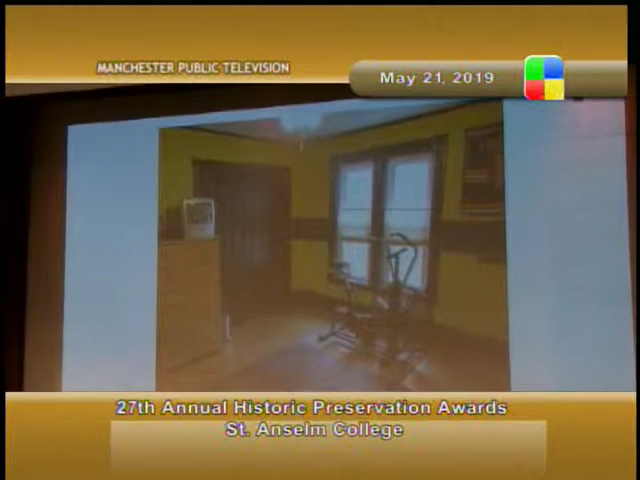 MANCHESTER PUBLIC TELEVISION
May 21, 2019
27th Annual Historic Preservation Awards
St. Anselm College